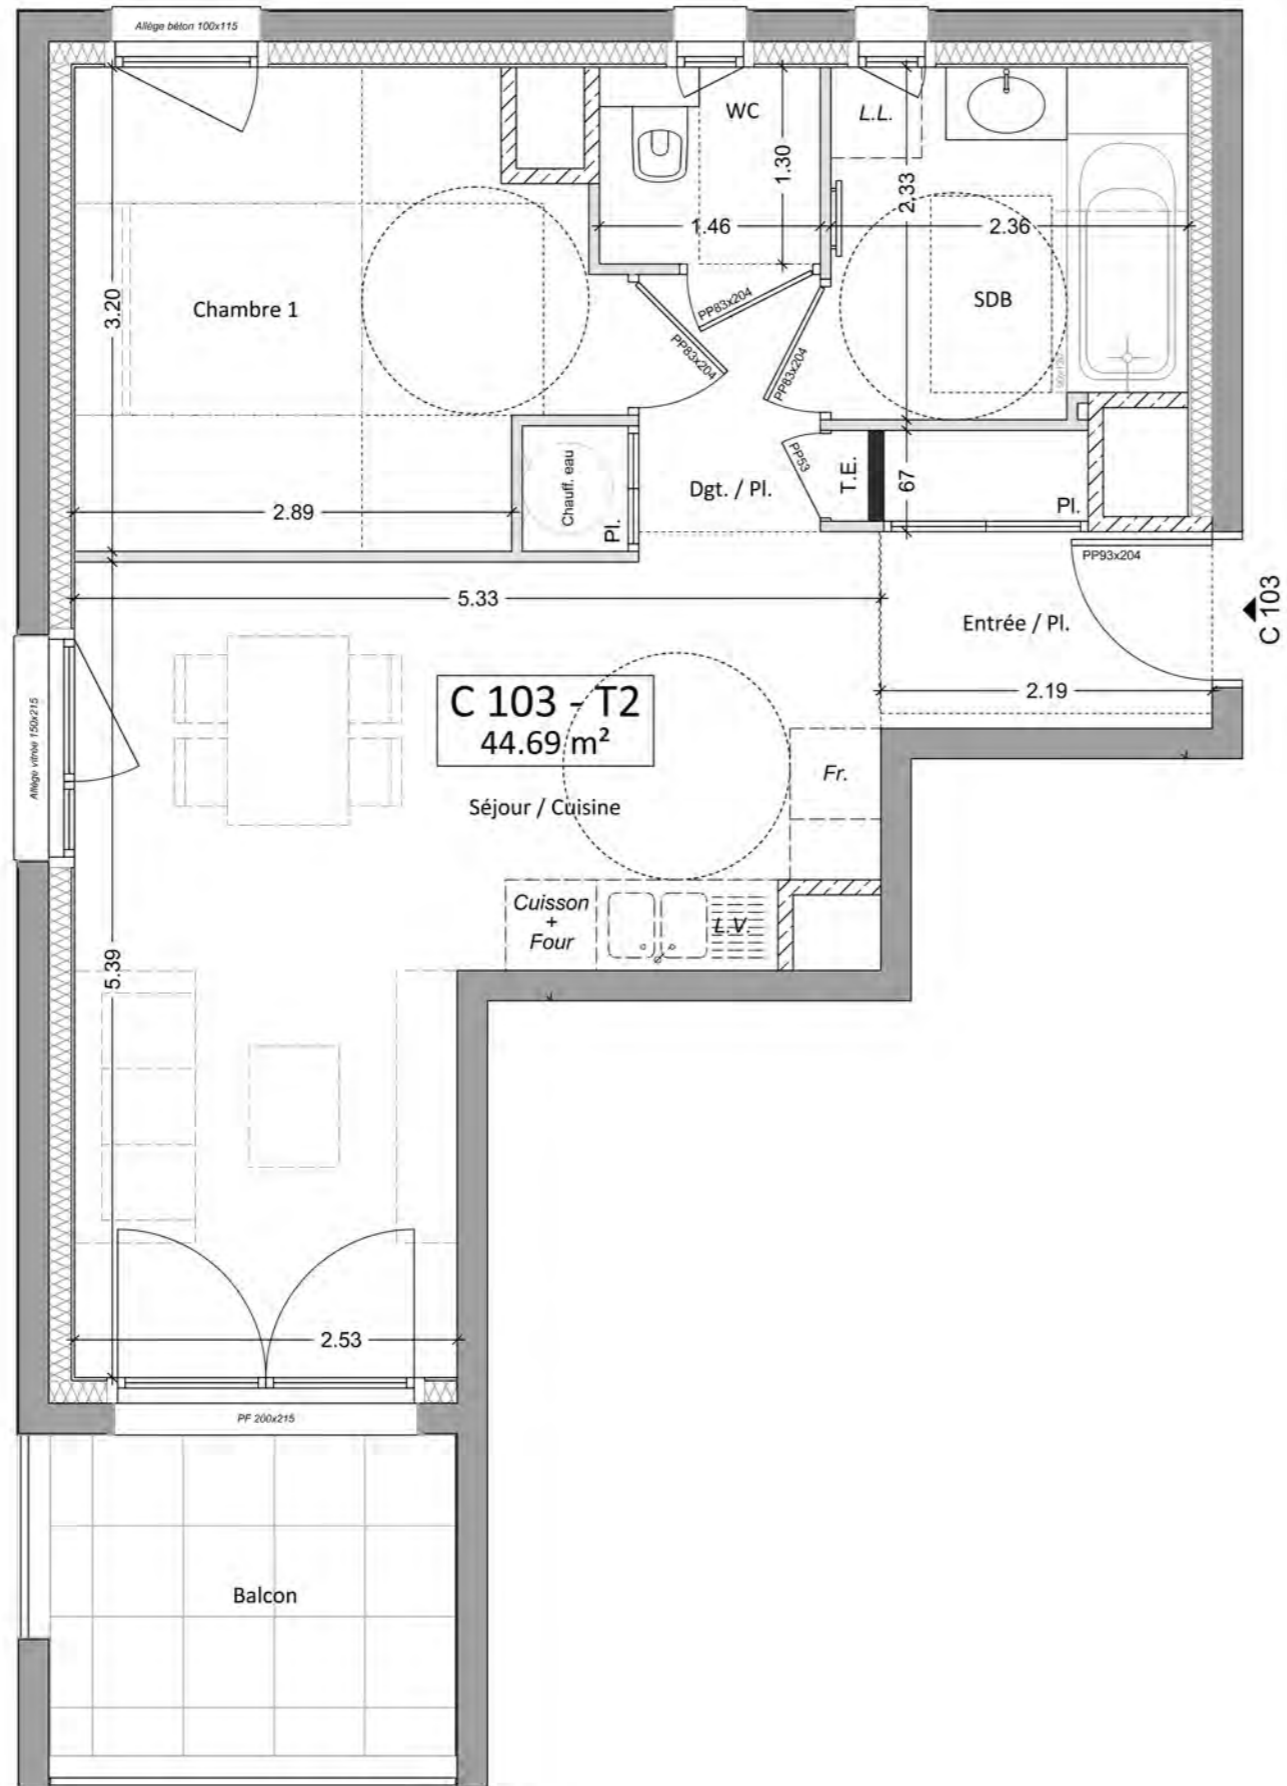 Allège béton 100x115
WC
L.L.
1.30
2.33
1.46
2.36
3.20
Chambre 1
SDB
PP83x204
PP83x204
PP83x204
PP53
T.E.
67
Pl.
Chauff. eau
Pl.
Dgt. / Pl.
2.89
PP93x204
5.33
Entrée / Pl.
C 103
2.19
C 103 - T2
44.69 m²
Allège vitrée 150x215
Séjour / Cuisine
Fr.
Cuisson
+
Four
L.V.
5.39
2.53
PF 200x215
Balcon